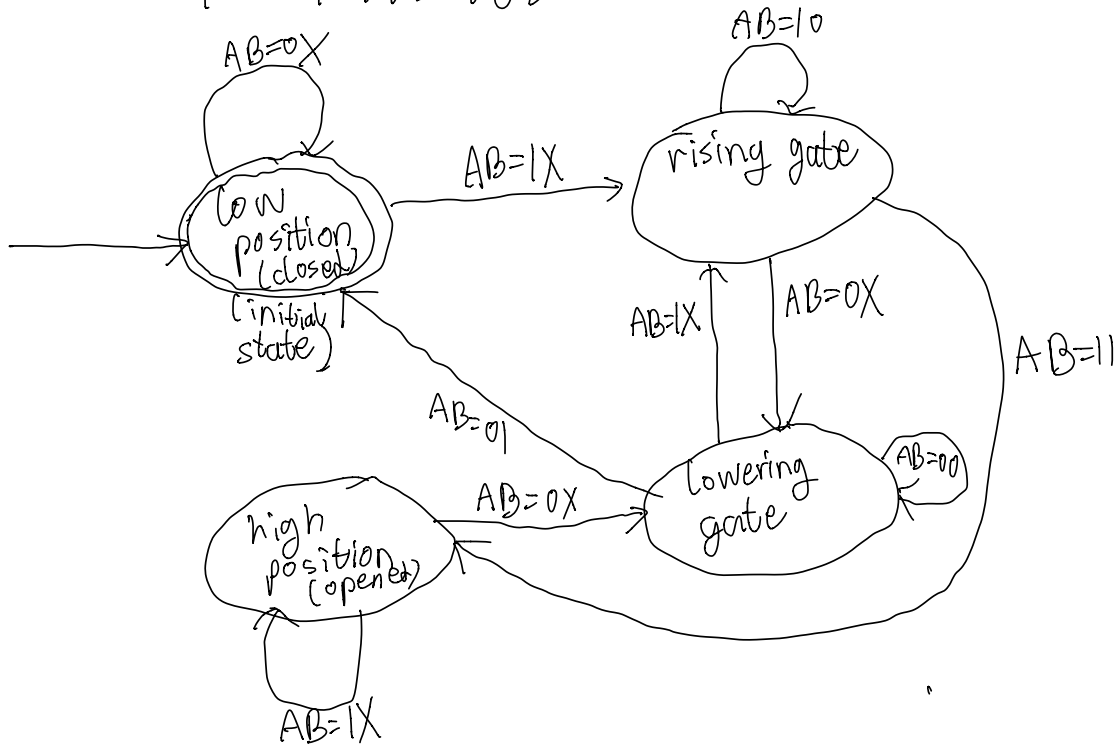 AB=0X
AB=10
low
position
(closed)
(initial
state)
AB=1X
rising gate
AB=1X
AB=0X
AB=11
AB=01
lowering
gate
AB=00
AB=0X
high
position
(opened)
AB=1X